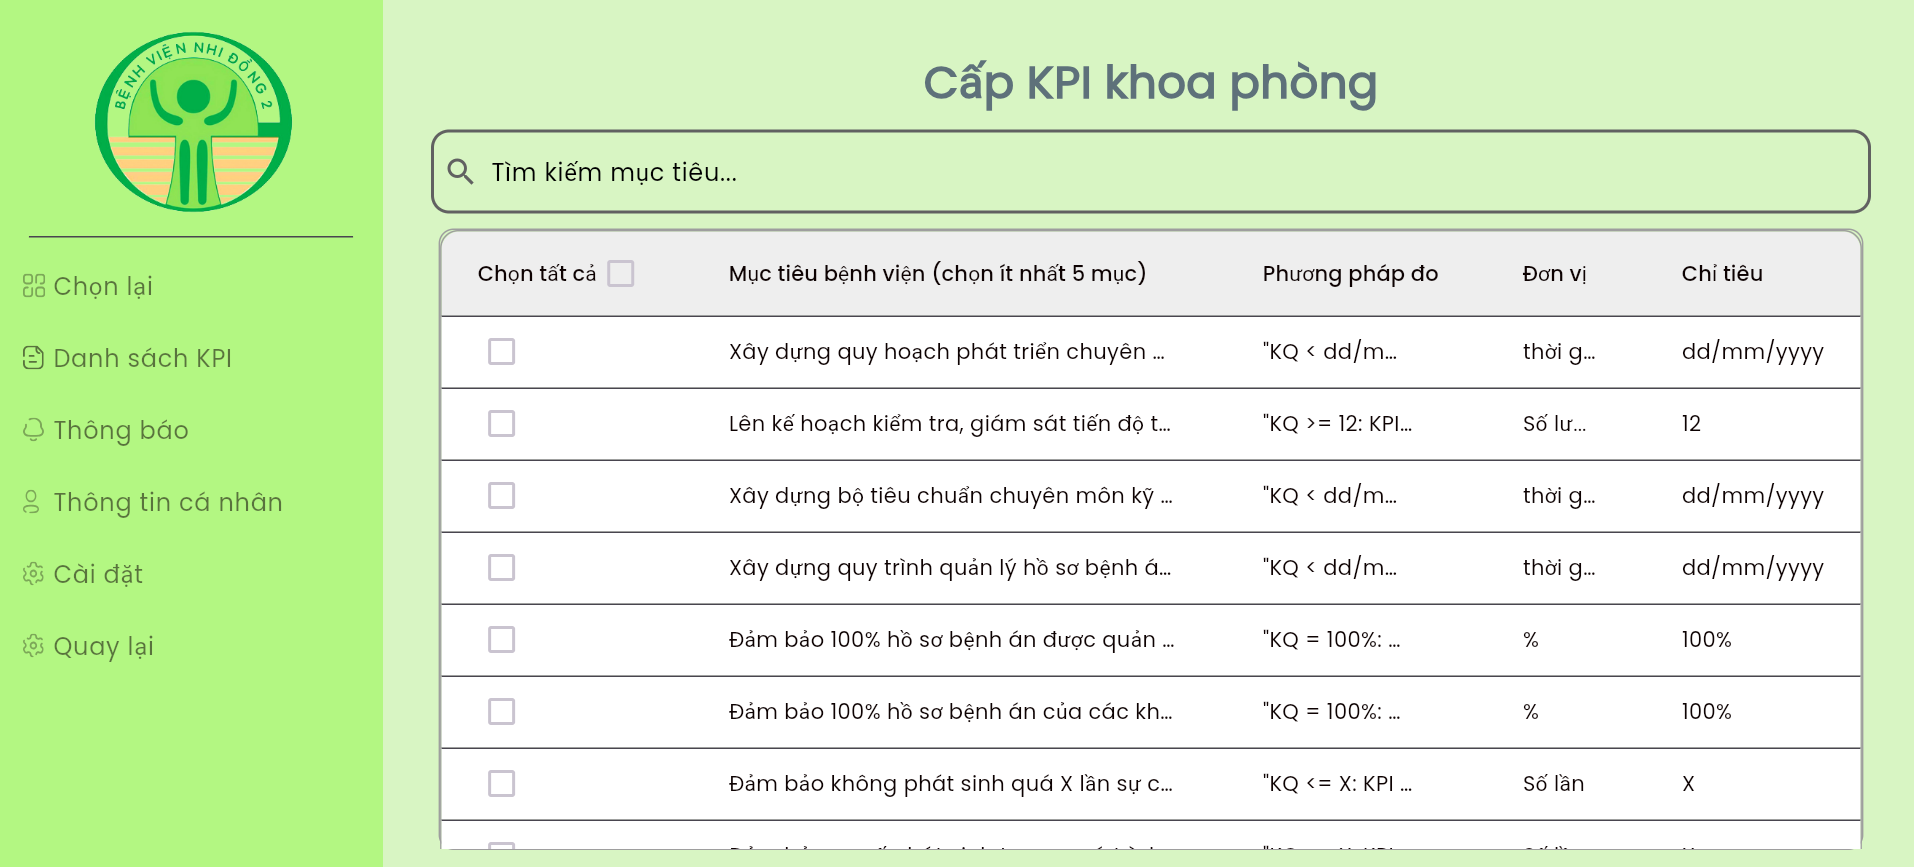 BỆNH VIỆN NHI ĐỒNG 2
Chọn lại
Danh sách KPI
Thông báo
Thông tin cá nhân
Cài đặt
Quay lại
Cấp KPI khoa phòng
Tìm kiếm mục tiêu...
Chọn tất cả Mục tiêu bệnh viện (chọn ít nhất 5 mục) Phương pháp đo Đơn vị Chỉ tiêu
Xây dựng quy hoạch phát triển chuyên ... "KQ < dd/m... thời g... dd/mm/yyyy
Lên kế hoạch kiểm tra, giám sát tiến độ t... "KQ >= 12: KPI... Số lư... 12
Xây dựng bộ tiêu chuẩn chuyên môn kỹ ... "KQ < dd/m... thời g... dd/mm/yyyy
Xây dựng quy trình quản lý hồ sơ bệnh á... "KQ < dd/m... thời g... dd/mm/yyyy
Đảm bảo 100% hồ sơ bệnh án được quản ... "KQ = 100%: ... % 100%
Đảm bảo 100% hồ sơ bệnh án của các kh... "KQ = 100%: ... % 100%
Đảm bảo không phát sinh quá X lần sự c... "KQ <= X: KPI ... Số lần X